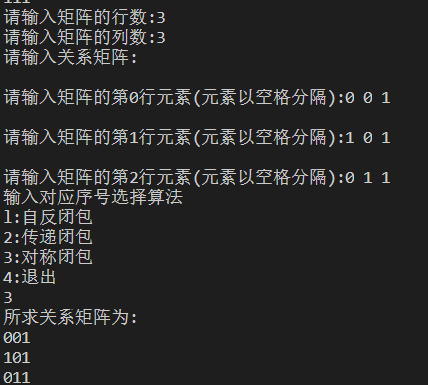 请输入矩阵的行数:3
请输入矩阵的列数:3
请输入关系矩阵:
请输入矩阵的第0行元素(元素以空格分隔):0 0 1
请输入矩阵的第1行元素(元素以空格分隔):1 0 1
请输入矩阵的第2行元素(元素以空格分隔):0 1 1
输入对应序号选择算法
l:自反闭包
2:传递闭包
3:对称闭包
4:退出
3
所求关系矩阵为:
001
101
011